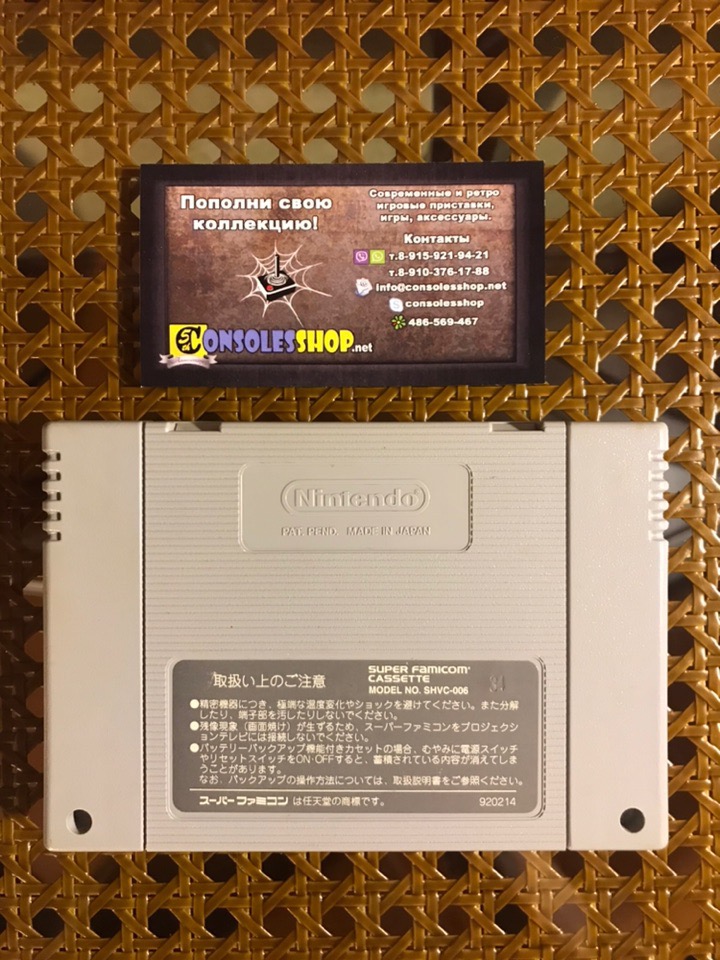 Пополни свою
коллекцию!
Современные и ретро
игровые приставки,
игры, аксессуары.
Контакты
т.8-915-921-94-21
т.8-910-376-17-88
info@consolesshop.net
consolesshop
486-569-467
CONSOLESSHOP.net
Nintendo
PAT. PEND. MADE IN JAPAN
取扱い上のご注意
SUPER FAMICOM
CASSETTE
MODEL NO. SHVC-006
●精密機器につき、極端な温度変化やショックを避けてください。また分解
したり、端子部を汚したりしないでください。
●残像現象(画面焼け)が生ずるため、スーパーファミコンをプロジェクシ
ョンテレビには接続しないでください。
●バッテリーバックアップ機能付きカセットの場合、むやみに電源スイッチ
やリセットスイッチをON・OFFすると、蓄積されている内容が消えてしま
うことがあります。
なお、バックアップの操作方法については、取扱説明書をご参照ください。
スーパーファミコン は任天堂の商標です。
920214